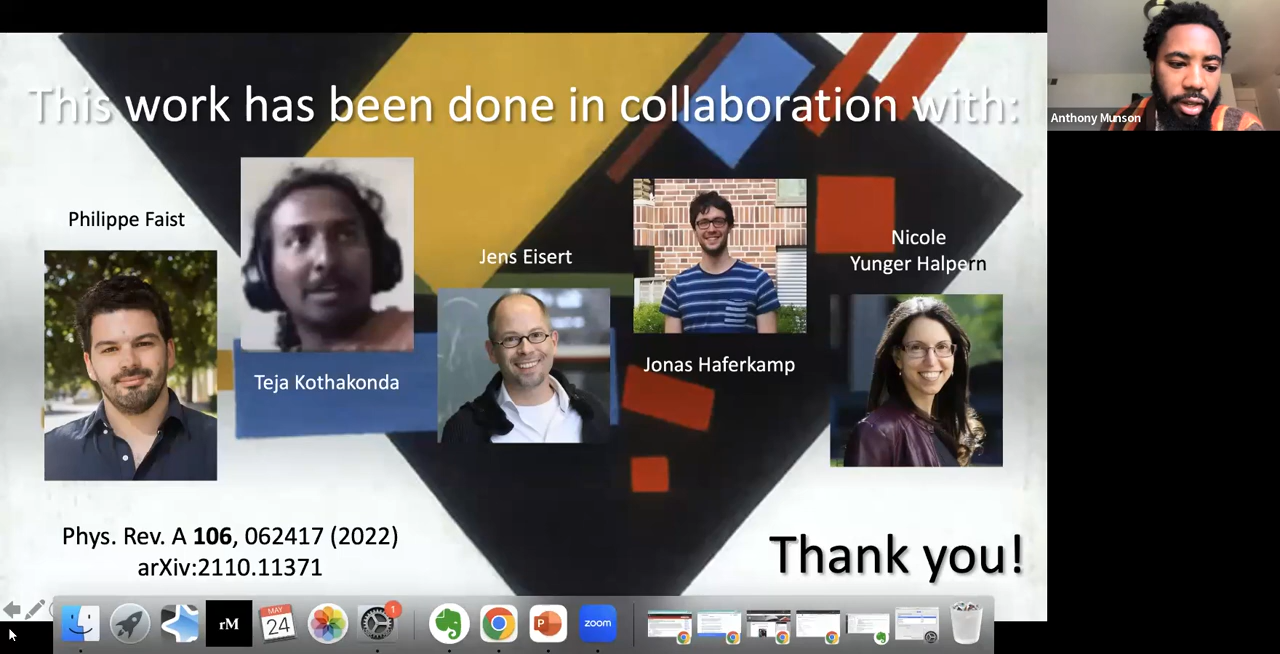 This work has been done in collaboration with:
Anthony Munson
Philippe Faist
Teja Kothakonda
Jens Eisert
Jonas Haferkamp
Nicole
Yunger Halpern
Phys. Rev. A 106, 062417 (2022)
arXiv:2110.11371
Thank you!
rM
MAY
24
1
P
zoom